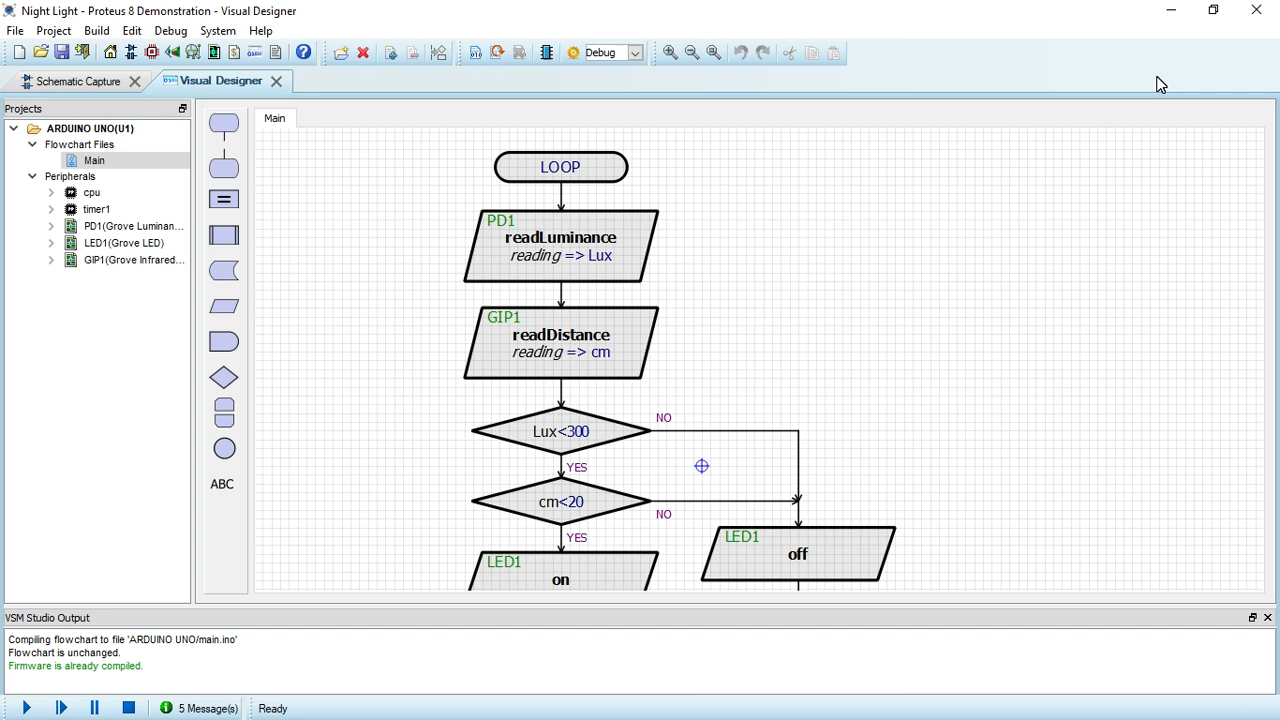 Night Light - Proteus 8 Demonstration - Visual Designer
File Project Build Edit Debug System Help
Debug
Schematic Capture
Visual Designer
Projects
ARDUINO UNO(U1)
Flowchart Files
Main
Peripherals
cpu
timer1
PD1(Grove Luminan...
LED1(Grove LED)
GIP1(Grove Infrared...
ABC
Main
LOOP
PD1
readLuminance
reading => Lux
GIP1
readDistance
reading => cm
NO
Lux<300
YES
cm<20
NO
YES
LED1
on
LED1
off
VSM Studio Output
Compiling flowchart to file 'ARDUINO UNO/main.ino'
Flowchart is unchanged.
Firmware is already compiled.
5 Message(s)
Ready